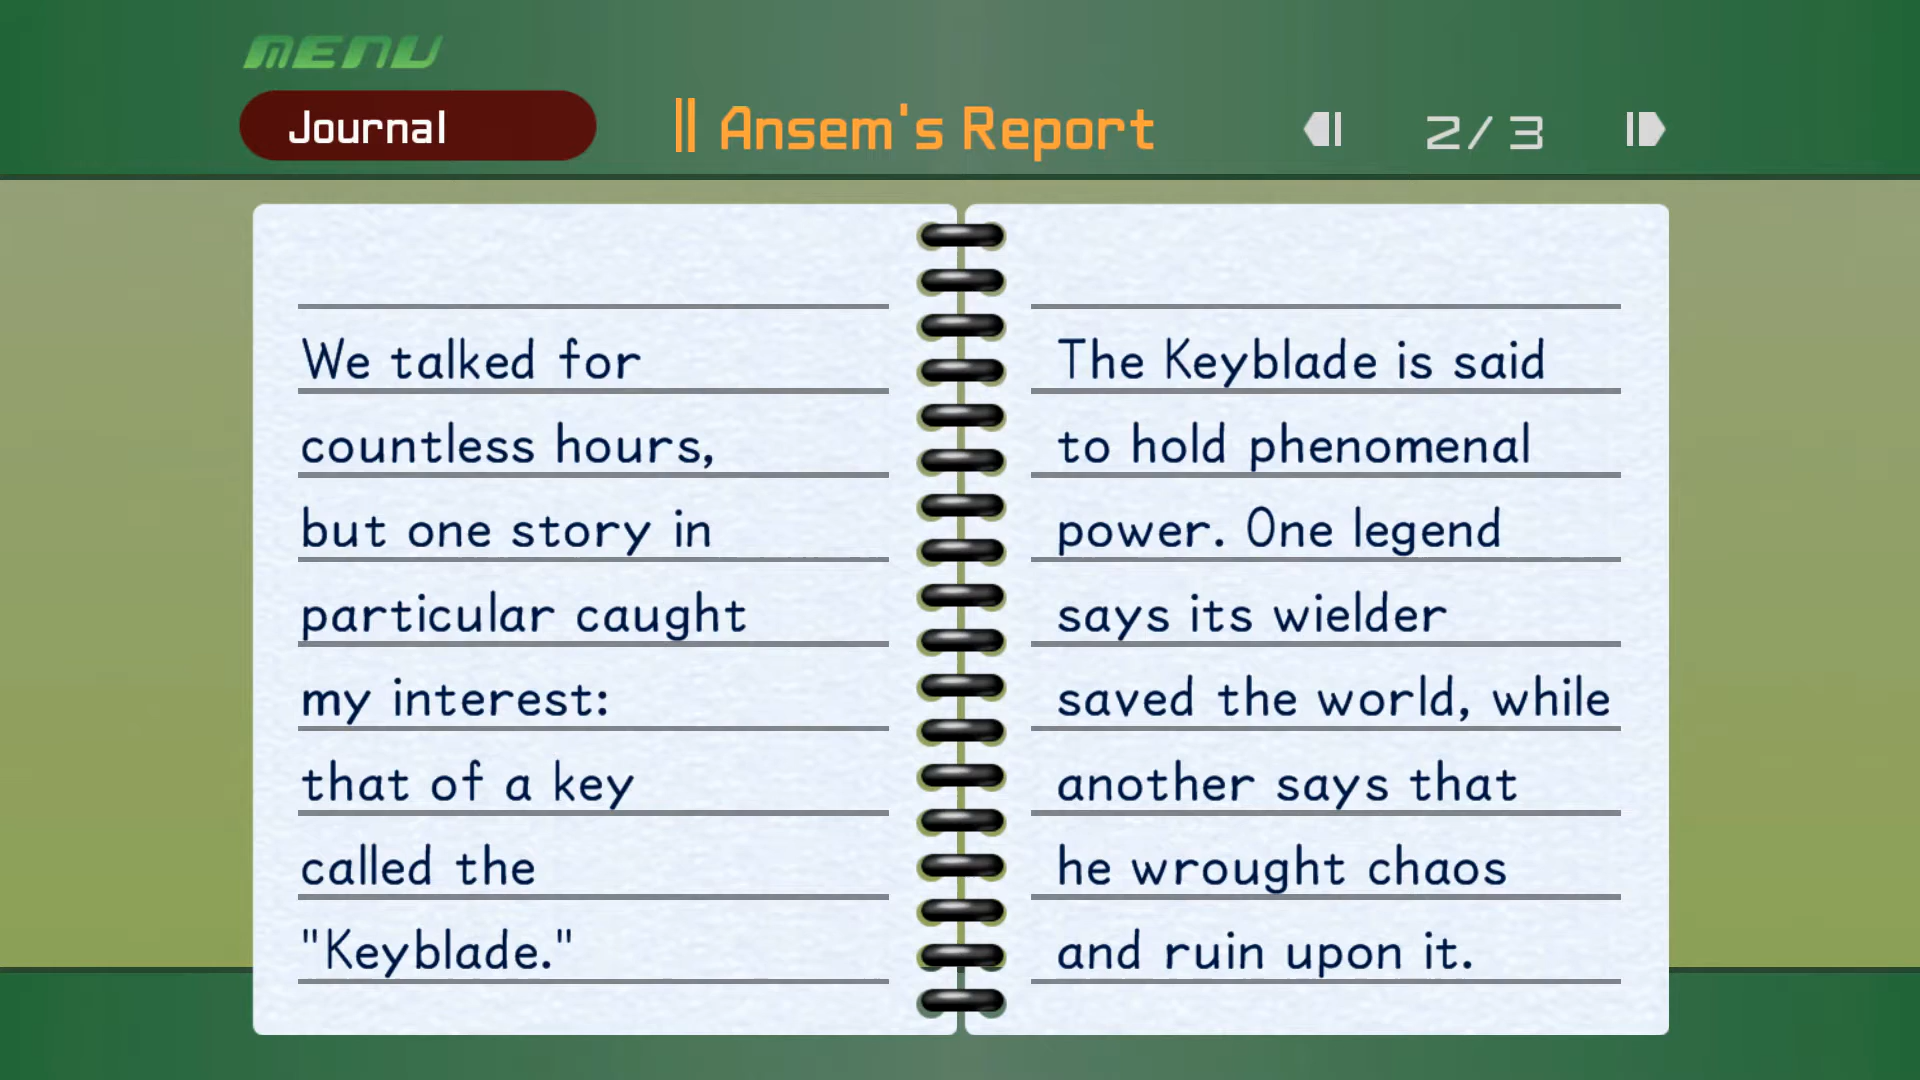 MENU
Journal
Ansem's Report
2/3
We talked for
countless hours,
but one story in
particular caught
my interest:
that of a key
called the
"Keyblade."
The Keyblade is said
to hold phenomenal
power. One legend
says its wielder
saved the world, while
another says that
he wrought chaos
and ruin upon it.